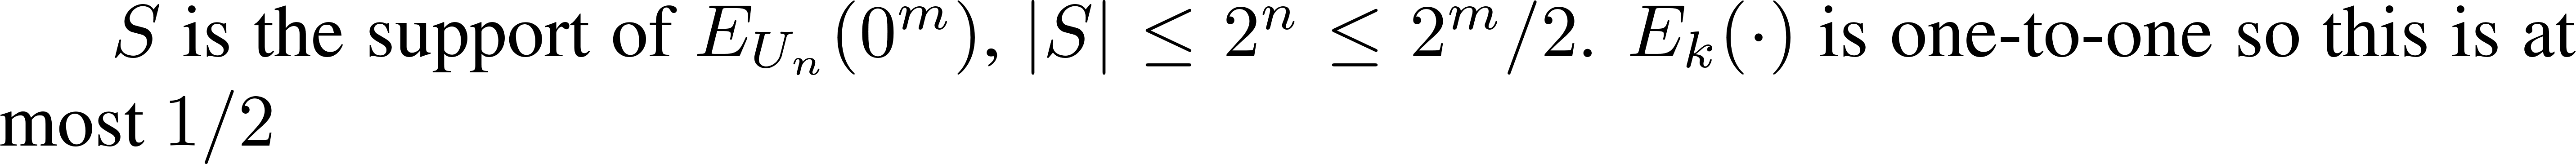 S is the support of E_{U_n}(0^m), |S| ≤ 2^n ≤ 2^m/2. E_k(·) is one-to-one so this is at
most 1/2